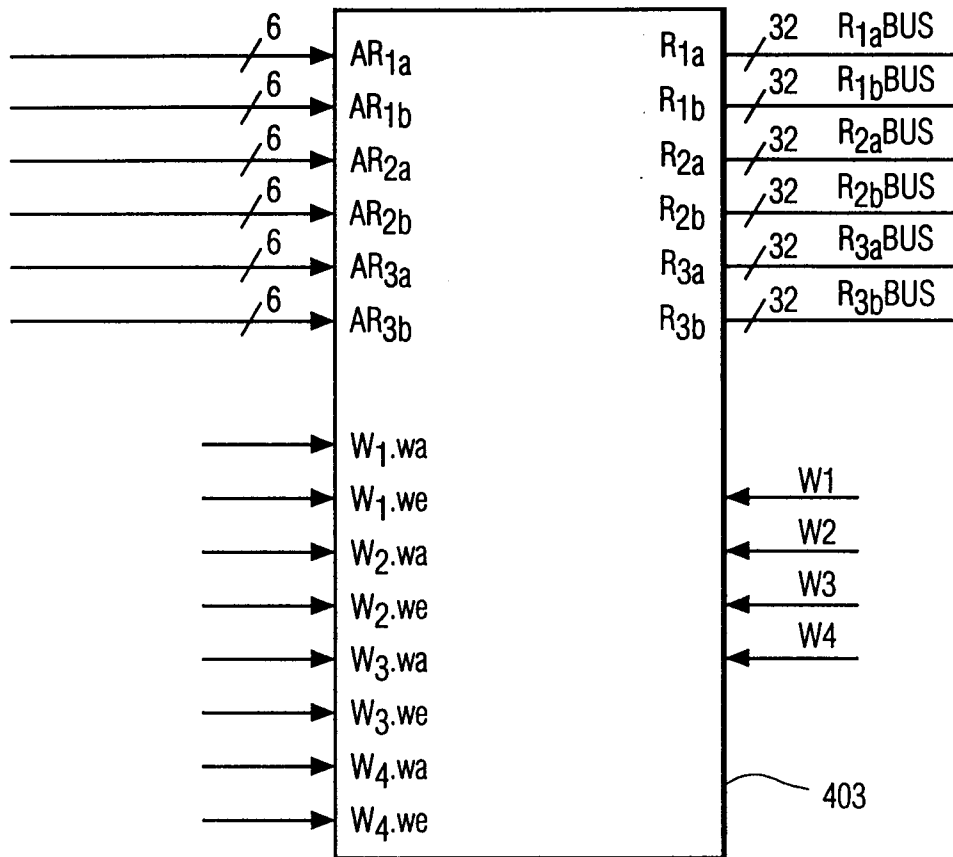 6 AR1a R1a 32 R1aBUS
6 AR1b R1b 32 R1bBUS
6 AR2a R2a 32 R2aBUS
6 AR2b R2b 32 R2bBUS
6 AR3a R3a 32 R3aBUS
6 AR3b R3b 32 R3bBUS
W1.wa
W1.we W1
W2.wa W2
W2.we W3
W3.wa W4
W3.we
W4.wa
403
W4.we